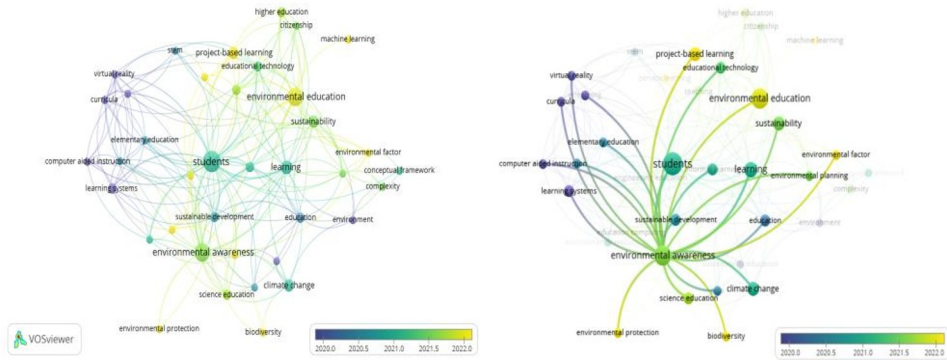 higher education
citizenship
machine learning
stem
project-based learning
educational technology
virtual reality
curricula
environmental education
sustainability
elementary education
computer aided instruction
students
learning
environmental factor
conceptual framework
complexity
learning systems
sustainable development
education
environment
environmental awareness
science education
climate change
environmental protection
biodiversity
VOSviewer
2020.0 2020.5 2021.0 2021.5 2022.0
higher education
citizenship
machine learning
stem
project-based learning
educational technology
virtual reality
curricula
environmental education
sustainability
elementary education
computer aided instruction
students
learning
environmental factor
environmental planning
complexity
learning systems
sustainable development
education
environment
environmental awareness
science education
climate change
environmental protection
biodiversity
2020.0 2020.5 2021.0 2021.5 2022.0